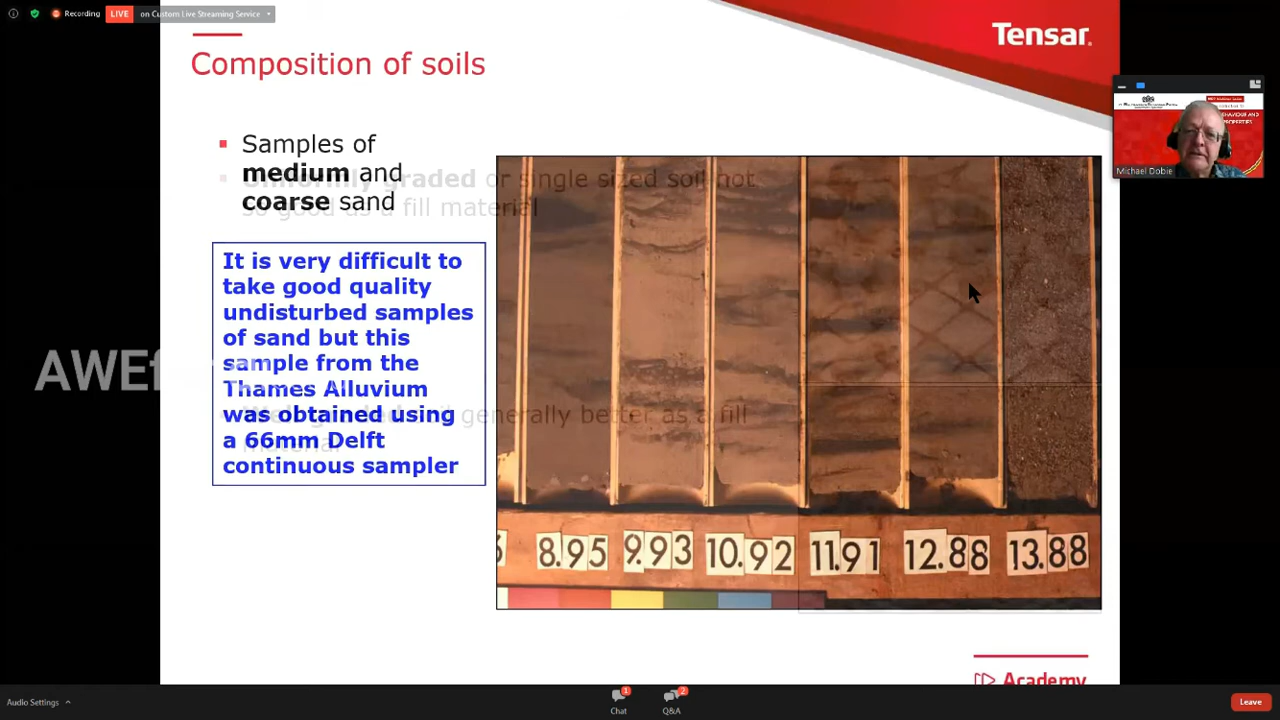 Recording
LIVE
on Custom Live Streaming Service
Tensar
Composition of soils
Samples of
medium and
coarse sand
Uniformly graded or single sized soil not
so good as a fill material
It is very difficult to
take good quality
undisturbed samples
of sand but this
sample from the
Thames Alluvium
was obtained using
a 66mm Delft
continuous sampler
generally better as a fill
material
AWE
8.95 9.93 10.92 11.91 12.88 13.88
Michael Dobie
Academy
Audio Settings
Chat
1
Q&A
2
Leave